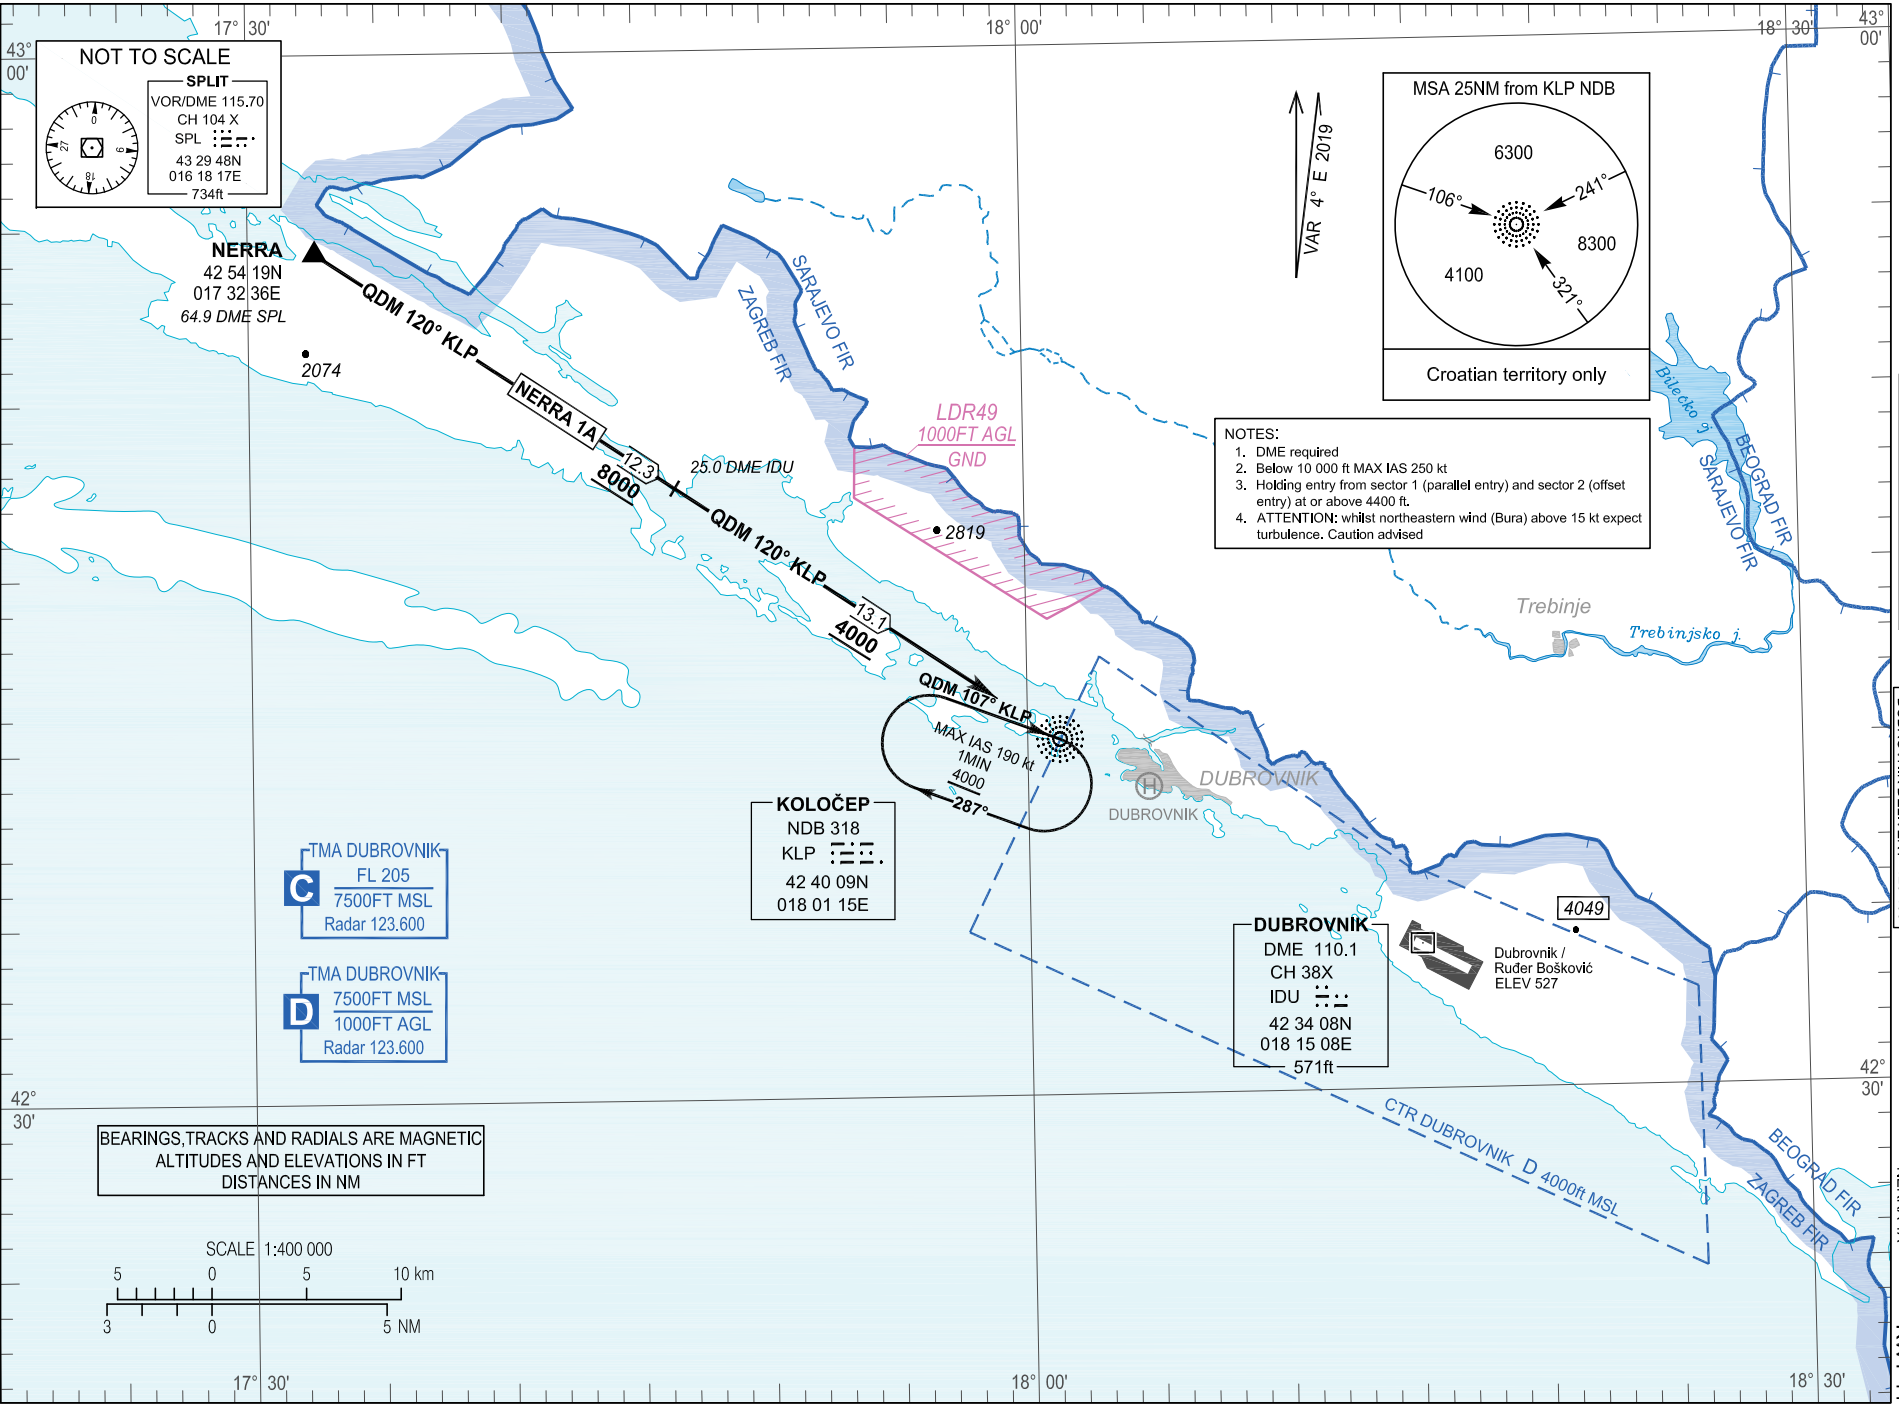 17° 30'
18° 00'
18° 30'
43°
00'
43°
00'
NOT TO SCALE
SPLIT
VOR/DME 115.70
CH 104 X
SPL
43 29 48N
016 18 17E
734ft
0
9
18
27
NERRA
42 54 19N
017 32 36E
64.9 DME SPL
2074
QDM 120° KLP
NERRA 1A
12.3
8000
25.0 DME IDU
QDM 120° KLP
13.1
4000
QDM 107° KLP
MAX IAS 190 kt
1MIN
4000
287°
SARAJEVO FIR
ZAGREB FIR
LDR49
1000FT AGL
GND
2819
VAR 4° E 2019
MSA 25NM from KLP NDB
6300
106°
241°
8300
4100
321°
Croatian territory only
NOTES:
1. DME required
2. Below 10 000 ft MAX IAS 250 kt
3. Holding entry from sector 1 (parallel entry) and sector 2 (offset
entry) at or above 4400 ft.
4. ATTENTION: whilst northeastern wind (Bura) above 15 kt expect
turbulence. Caution advised
Bilećko j.
BEOGRAD FIR
SARAJEVO FIR
Trebinje
Trebinjsko j.
KOLOČEP
NDB 318
KLP
42 40 09N
018 01 15E
DUBROVNIK
H
DUBROVNIK
TMA DUBROVNIK
C
FL 205
7500FT MSL
Radar 123.600
TMA DUBROVNIK
D
7500FT MSL
1000FT AGL
Radar 123.600
DUBROVNIK
DME 110.1
CH 38X
IDU
42 34 08N
018 15 08E
571ft
4049
Dubrovnik /
Ruđer Bošković
ELEV 527
42°
30'
42°
30'
CTR DUBROVNIK D 4000ft MSL
BEOGRAD FIR
ZAGREB FIR
BEARINGS,TRACKS AND RADIALS ARE MAGNETIC
ALTITUDES AND ELEVATIONS IN FT
DISTANCES IN NM
SCALE 1:400 000
5 0 5 10 km
3 0 5 NM
17° 30'
18° 00'
18° 30'